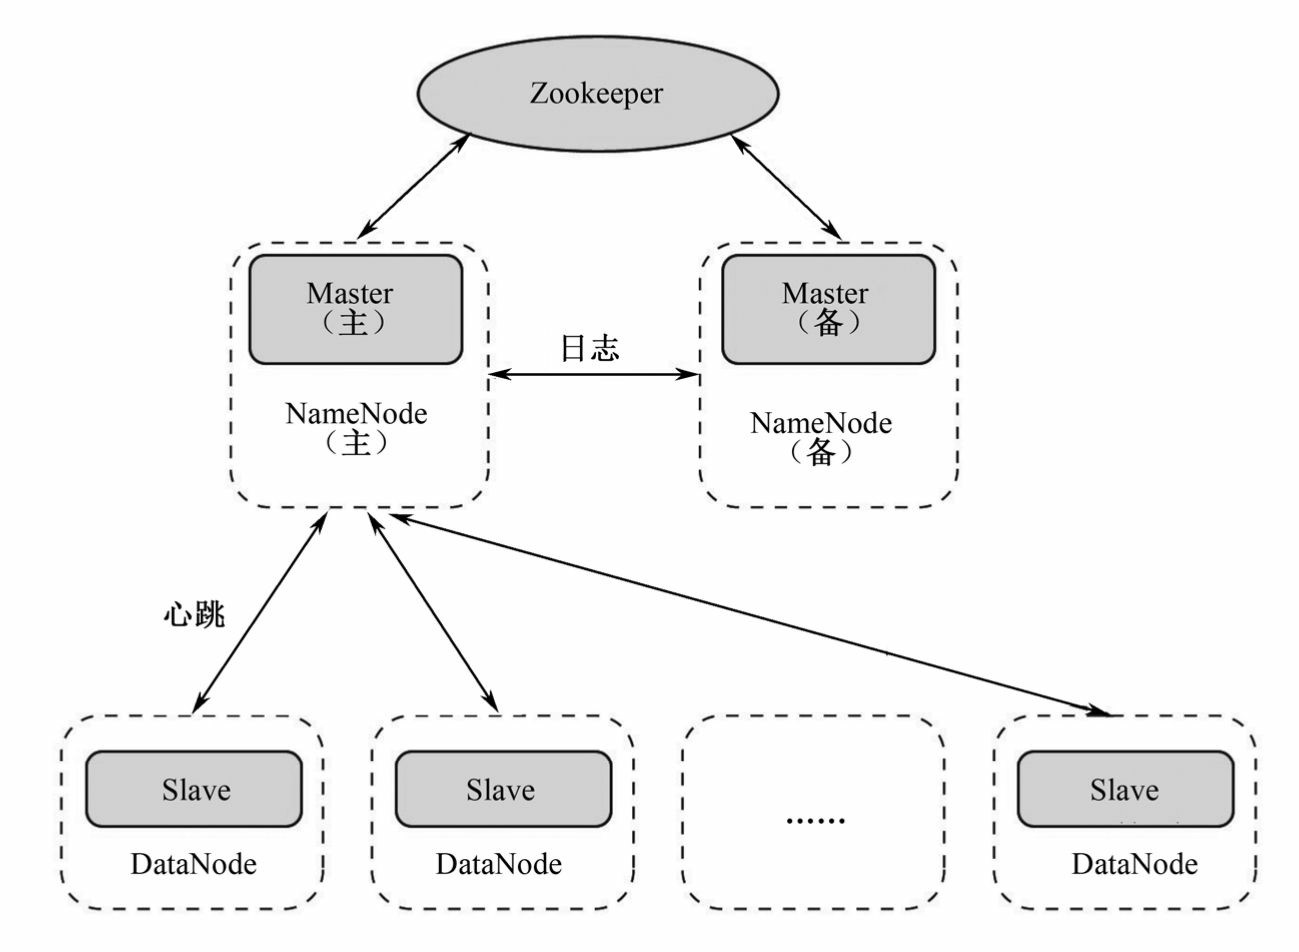 Zookeeper
Master
（主）
Master
（备）
日志
NameNode
（主）
NameNode
（备）
心跳
Slave
Slave
……
Slave
DataNode
DataNode
DataNode